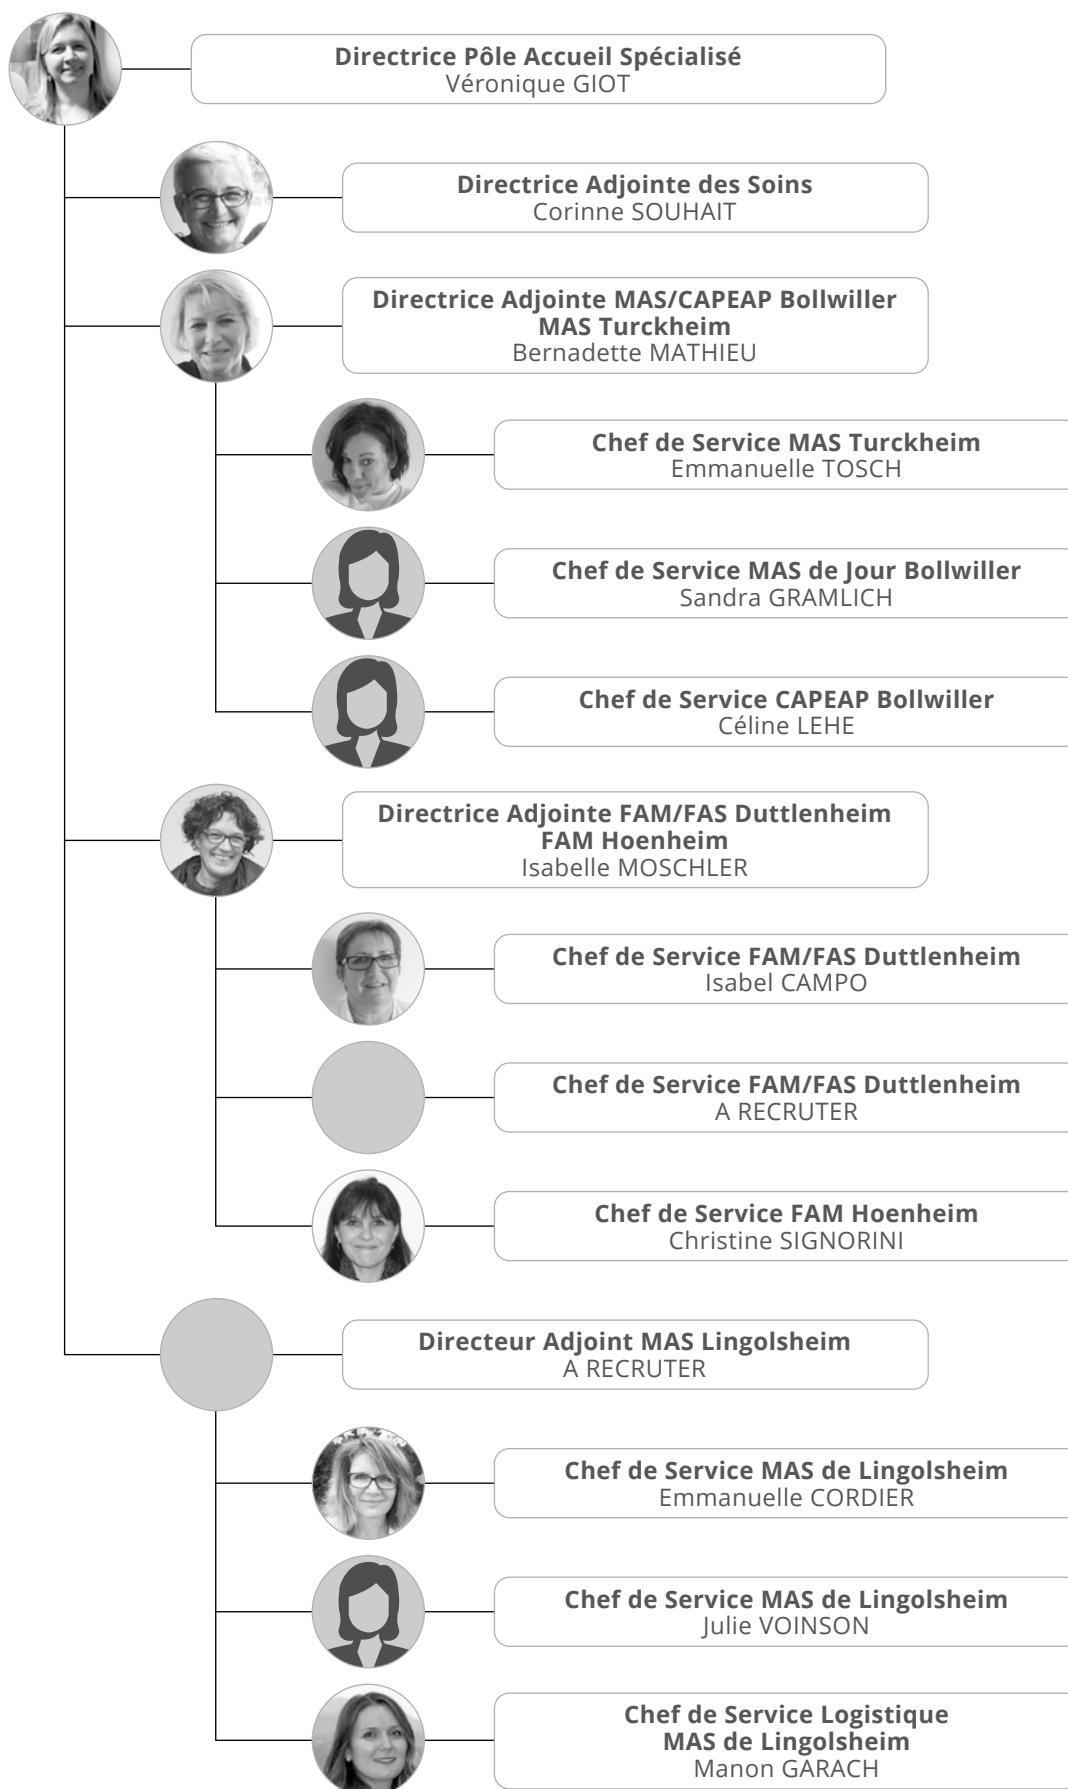 Directrice Pôle Accueil Spécialisé
Véronique GIOT
Directrice Adjointe des Soins
Corinne SOUHAIT
Directrice Adjointe MAS/CAPEAP Bollwiller
MAS Turckheim
Bernadette MATHIEU
Chef de Service MAS Turckheim
Emmanuelle TOSCH
Chef de Service MAS de Jour Bollwiller
Sandra GRAMLICH
Chef de Service CAPEAP Bollwiller
Céline LEHE
Directrice Adjointe FAM/FAS Duttlenheim
FAM Hoenheim
Isabelle MOSCHLER
Chef de Service FAM/FAS Duttlenheim
Isabel CAMPO
Chef de Service FAM/FAS Duttlenheim
A RECRUTER
Chef de Service FAM Hoenheim
Christine SIGNORINI
Directeur Adjoint MAS Lingolsheim
A RECRUTER
Chef de Service MAS de Lingolsheim
Emmanuelle CORDIER
Chef de Service MAS de Lingolsheim
Julie VOINSON
Chef de Service Logistique
MAS de Lingolsheim
Manon GARACH